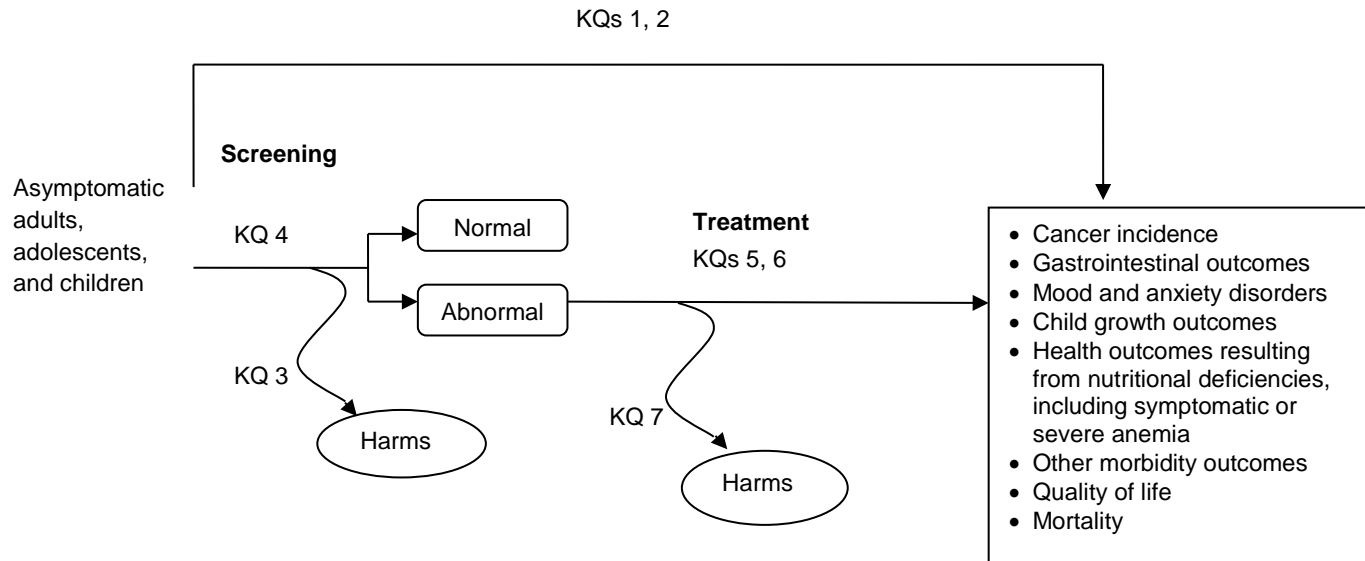 KQs 1, 2
Screening
Asymptomatic
adults,
adolescents,
and children
KQ 4
Normal
Abnormal
KQ 3
Harms
Treatment
KQs 5, 6
KQ 7
Harms
• Cancer incidence
• Gastrointestinal outcomes
• Mood and anxiety disorders
• Child growth outcomes
• Health outcomes resulting
from nutritional deficiencies,
including symptomatic or
severe anemia
• Other morbidity outcomes
• Quality of life
• Mortality